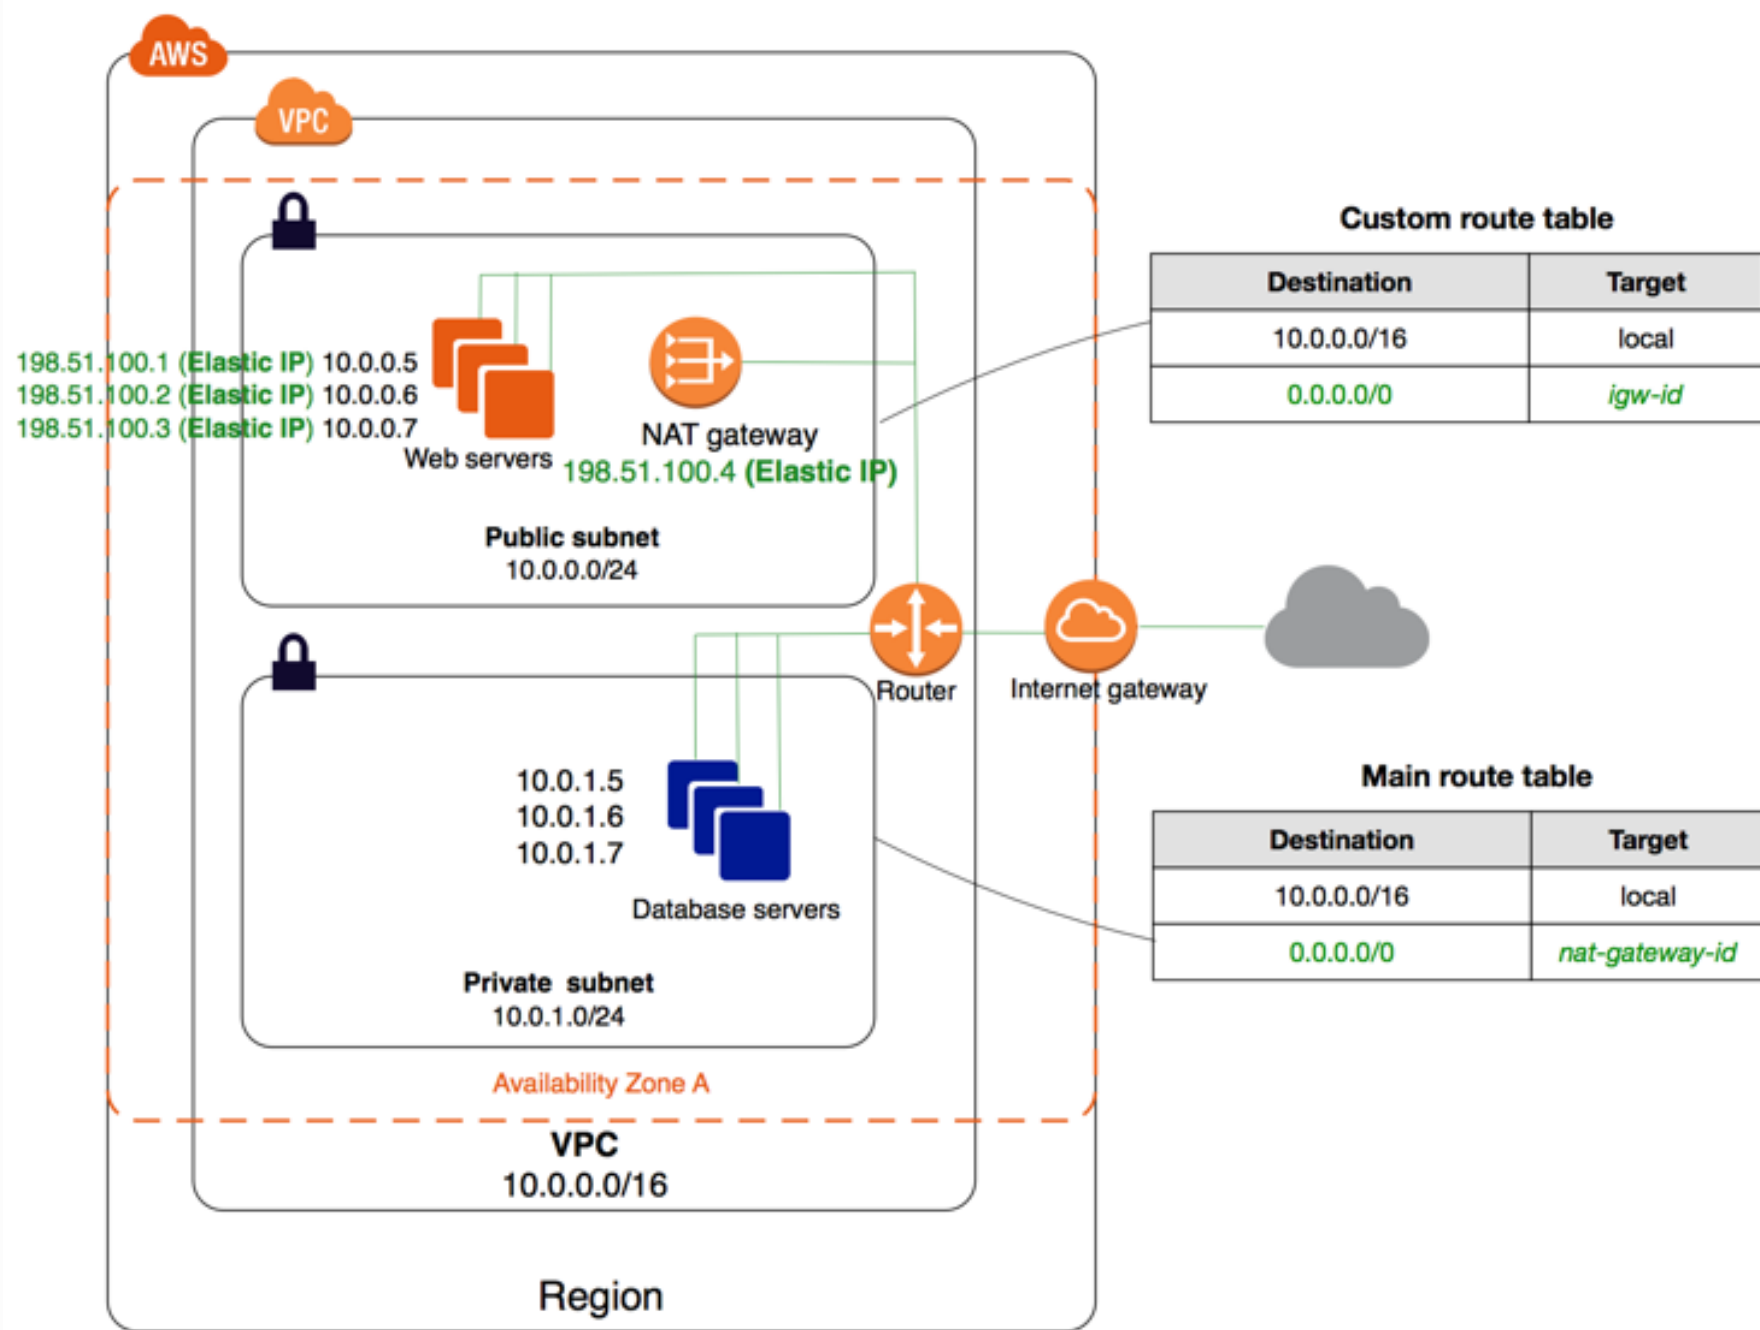 AWS
VPC
198.51.100.1 (Elastic IP) 10.0.0.5
198.51.100.2 (Elastic IP) 10.0.0.6
198.51.100.3 (Elastic IP) 10.0.0.7
Web servers
NAT gateway
198.51.100.4 (Elastic IP)
Public subnet
10.0.0.0/24
Custom route table
Destination Target
10.0.0.0/16 local
0.0.0.0/0 igw-id
Router
Internet gateway
10.0.1.5
10.0.1.6
10.0.1.7
Database servers
Private subnet
10.0.1.0/24
Main route table
Destination Target
10.0.0.0/16 local
0.0.0.0/0 nat-gateway-id
Availability Zone A
VPC
10.0.0.0/16
Region